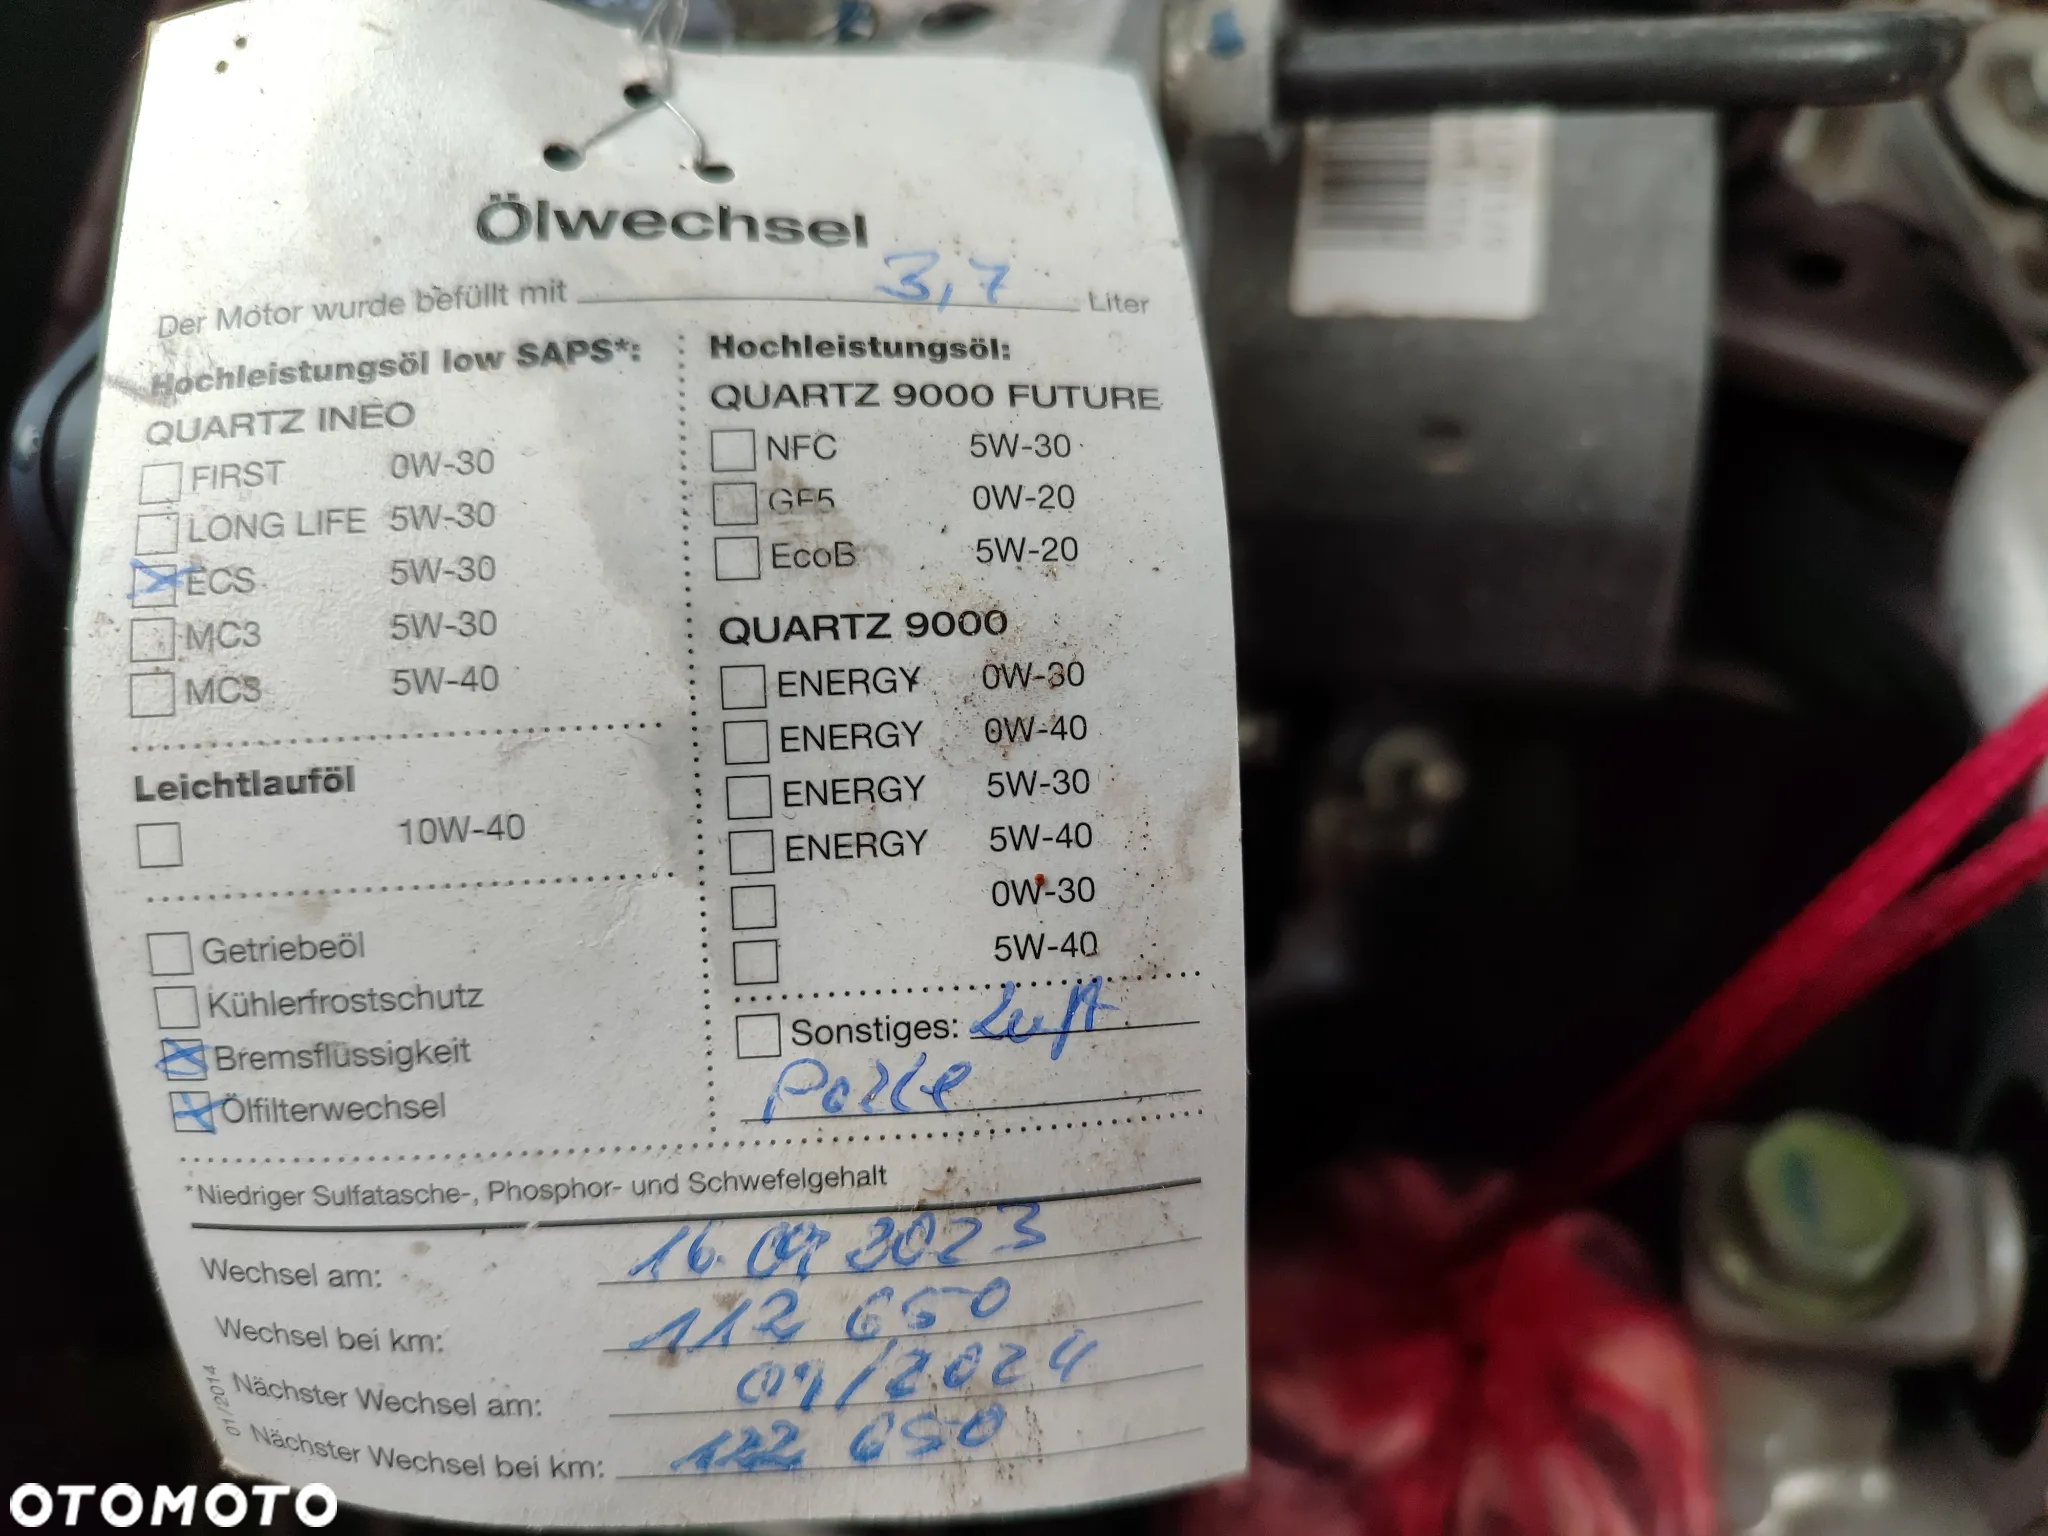 Ölwechsel
Der Motor wurde befüllt mit 3,7 Liter
Hochleistungsöl low SAPS*:
QUARTZ INEO
FIRST 0W-30
LONG LIFE 5W-30
ECS 5W-30
MC3 5W-30
MC3 5W-40
Leichtlauföl
10W-40
Getriebeöl
Kühlerfrostschutz
Bremsflüssigkeit
Ölfilterwechsel
Hochleistungsöl:
QUARTZ 9000 FUTURE
NFC 5W-30
GF5 0W-20
EcoB 5W-20
QUARTZ 9000
ENERGY 0W-30
ENERGY 0W-40
ENERGY 5W-30
ENERGY 5W-40
0W-30
5W-40
Sonstiges: Luft
Polle
*Niedriger Sulfatasche-, Phosphor- und Schwefelgehalt
Wechsel am: 16.09.2023
Wechsel bei km: 112 650
Nächster Wechsel am: 09/2024
Nächster Wechsel bei km: 122 650
01/2014
OTOMOTO